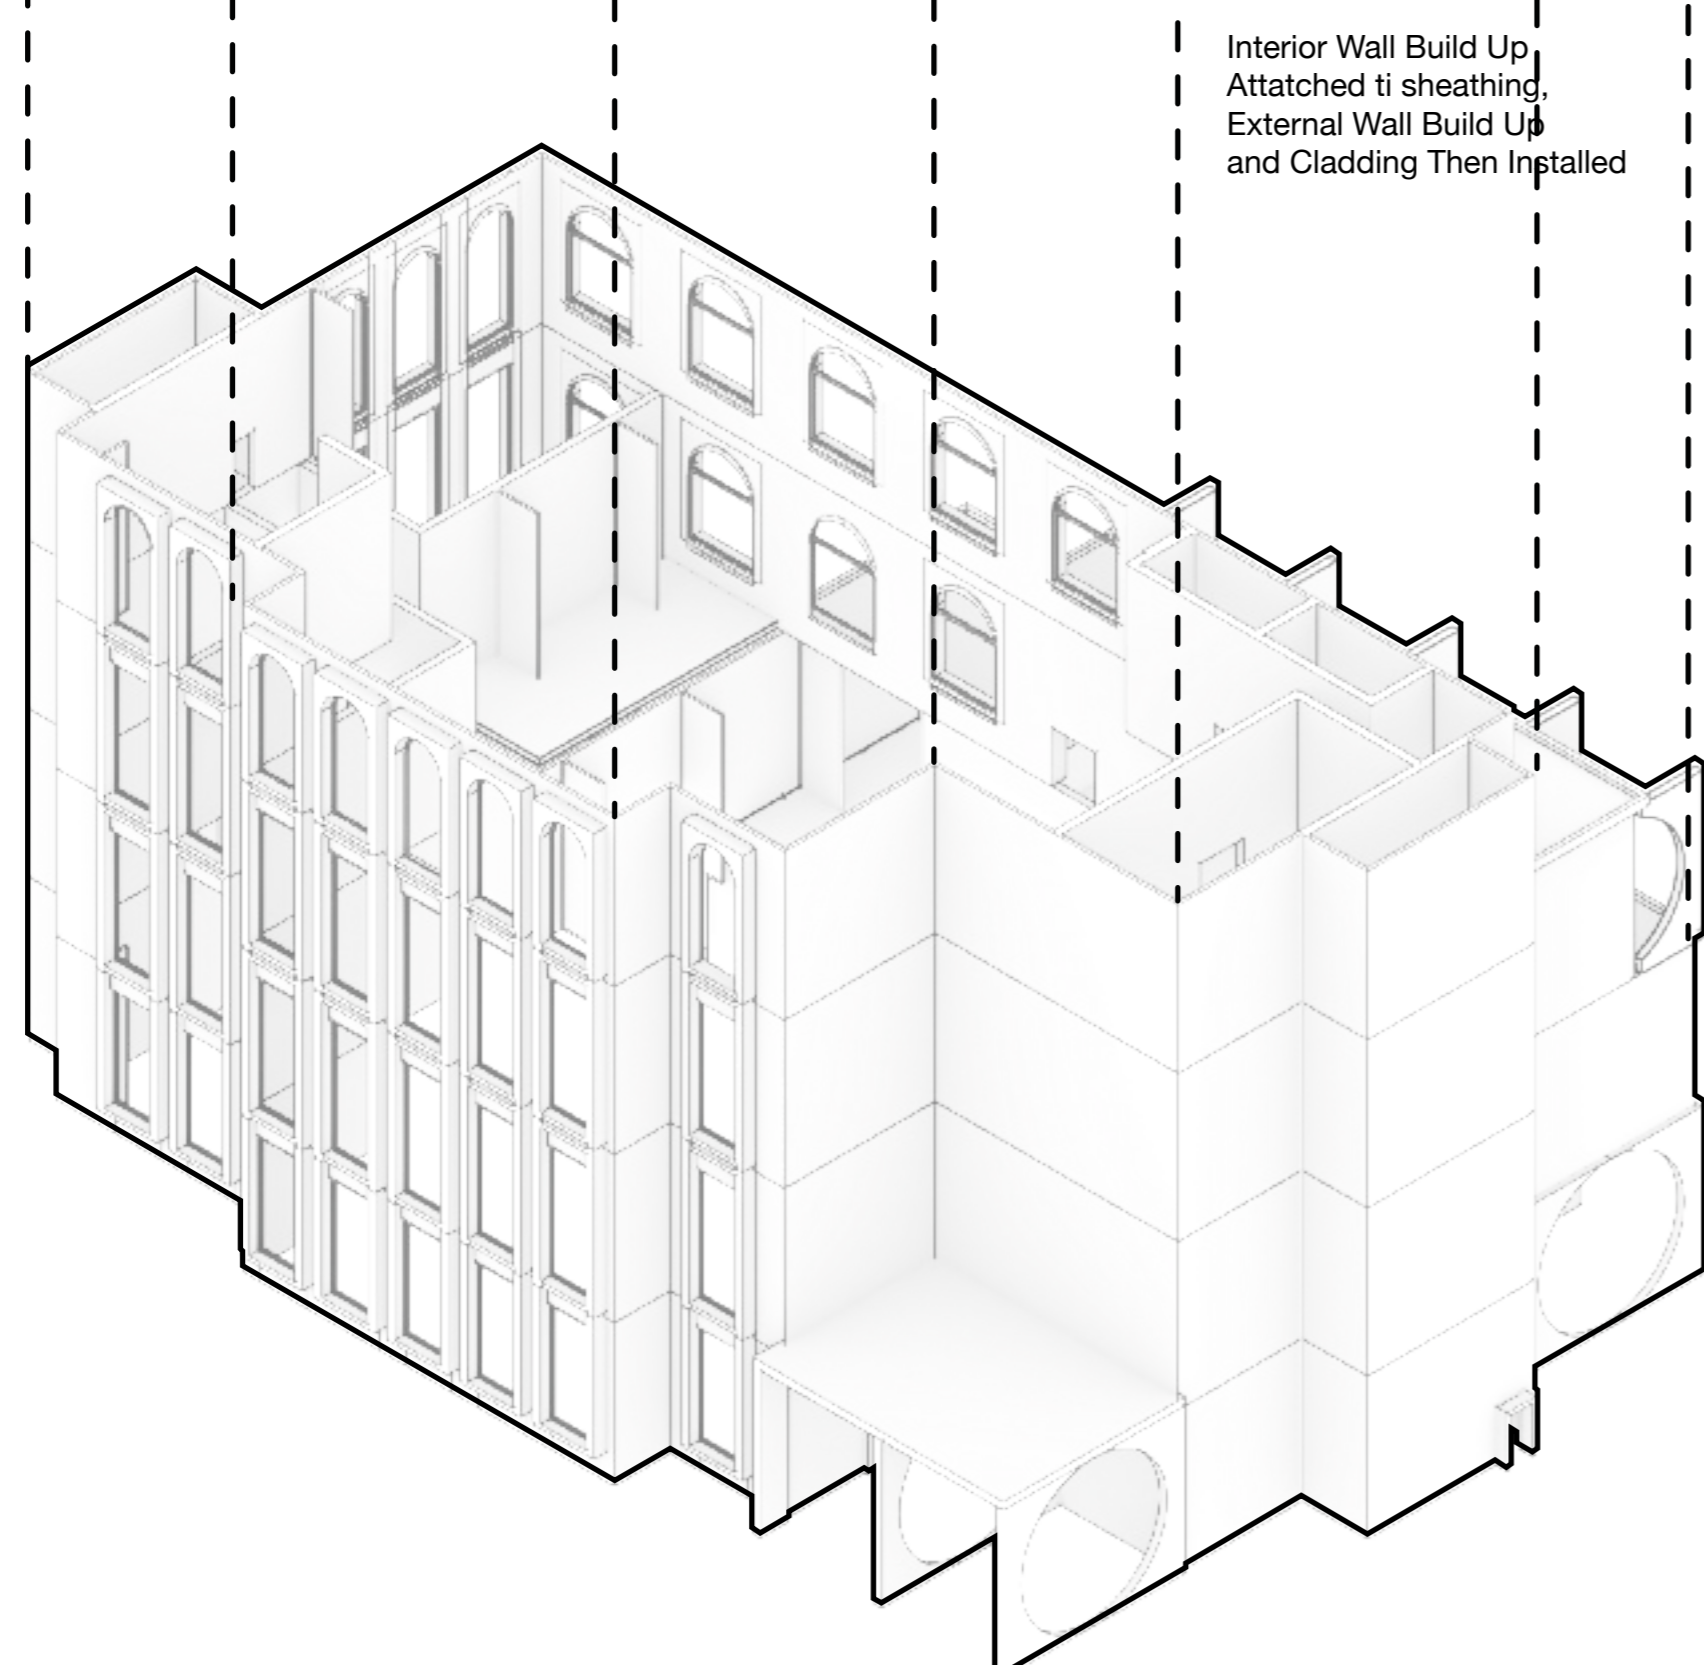 Interior Wall Build Up
Attatched ti sheathing,
External Wall Build Up
and Cladding Then Installed